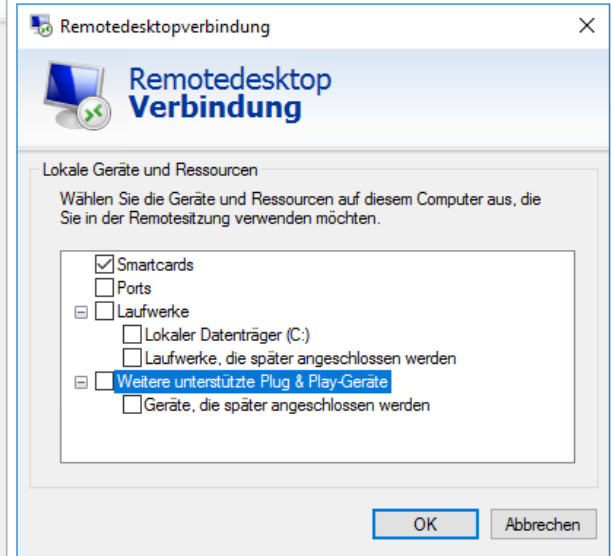 Remotedesktopverbindung
Remotedesktop
Verbindung
Lokale Geräte und Ressourcen
Wählen Sie die Geräte und Ressourcen auf diesem Computer aus, die
Sie in der Remotesitzung verwenden möchten.
Smartcards
Ports
Laufwerke
Lokaler Datenträger (C:)
Laufwerke, die später angeschlossen werden
Weitere unterstützte Plug & Play-Geräte
Geräte, die später angeschlossen werden
OK
Abbrechen